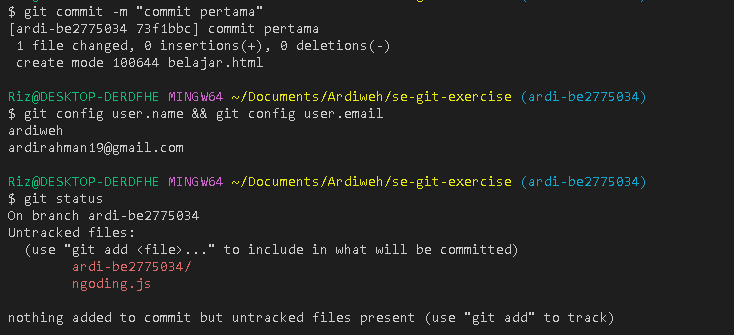 $ git commit -m "commit pertama"
[ardi-be2775034 73f1bbc] commit pertama
 1 file changed, 0 insertions(+), 0 deletions(-)
 create mode 100644 belajar.html
Riz@DESKTOP-DERDFHE MINGW64 ~/Documents/Ardiweh/se-git-exercise (ardi-be2775034)
$ git config user.name && git config user.email
ardiweh
ardirahman19@gmail.com
Riz@DESKTOP-DERDFHE MINGW64 ~/Documents/Ardiweh/se-git-exercise (ardi-be2775034)
$ git status
On branch ardi-be2775034
Untracked files:
  (use "git add <file>..." to include in what will be committed)
        ardi-be2775034/
        ngoding.js
nothing added to commit but untracked files present (use "git add" to track)